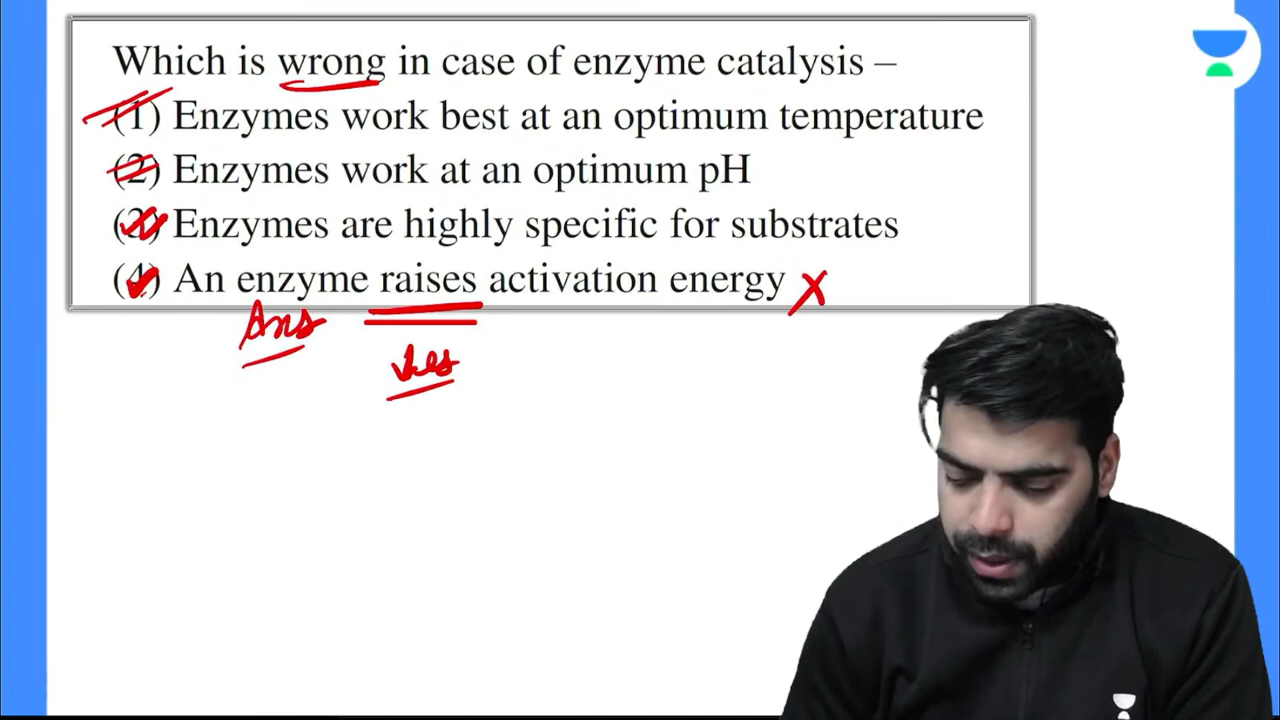 Which is wrong in case of enzyme catalysis –
(1) Enzymes work best at an optimum temperature
(2) Enzymes work at an optimum pH
(3) Enzymes are highly specific for substrates
(4) An enzyme raises activation energy
Ans